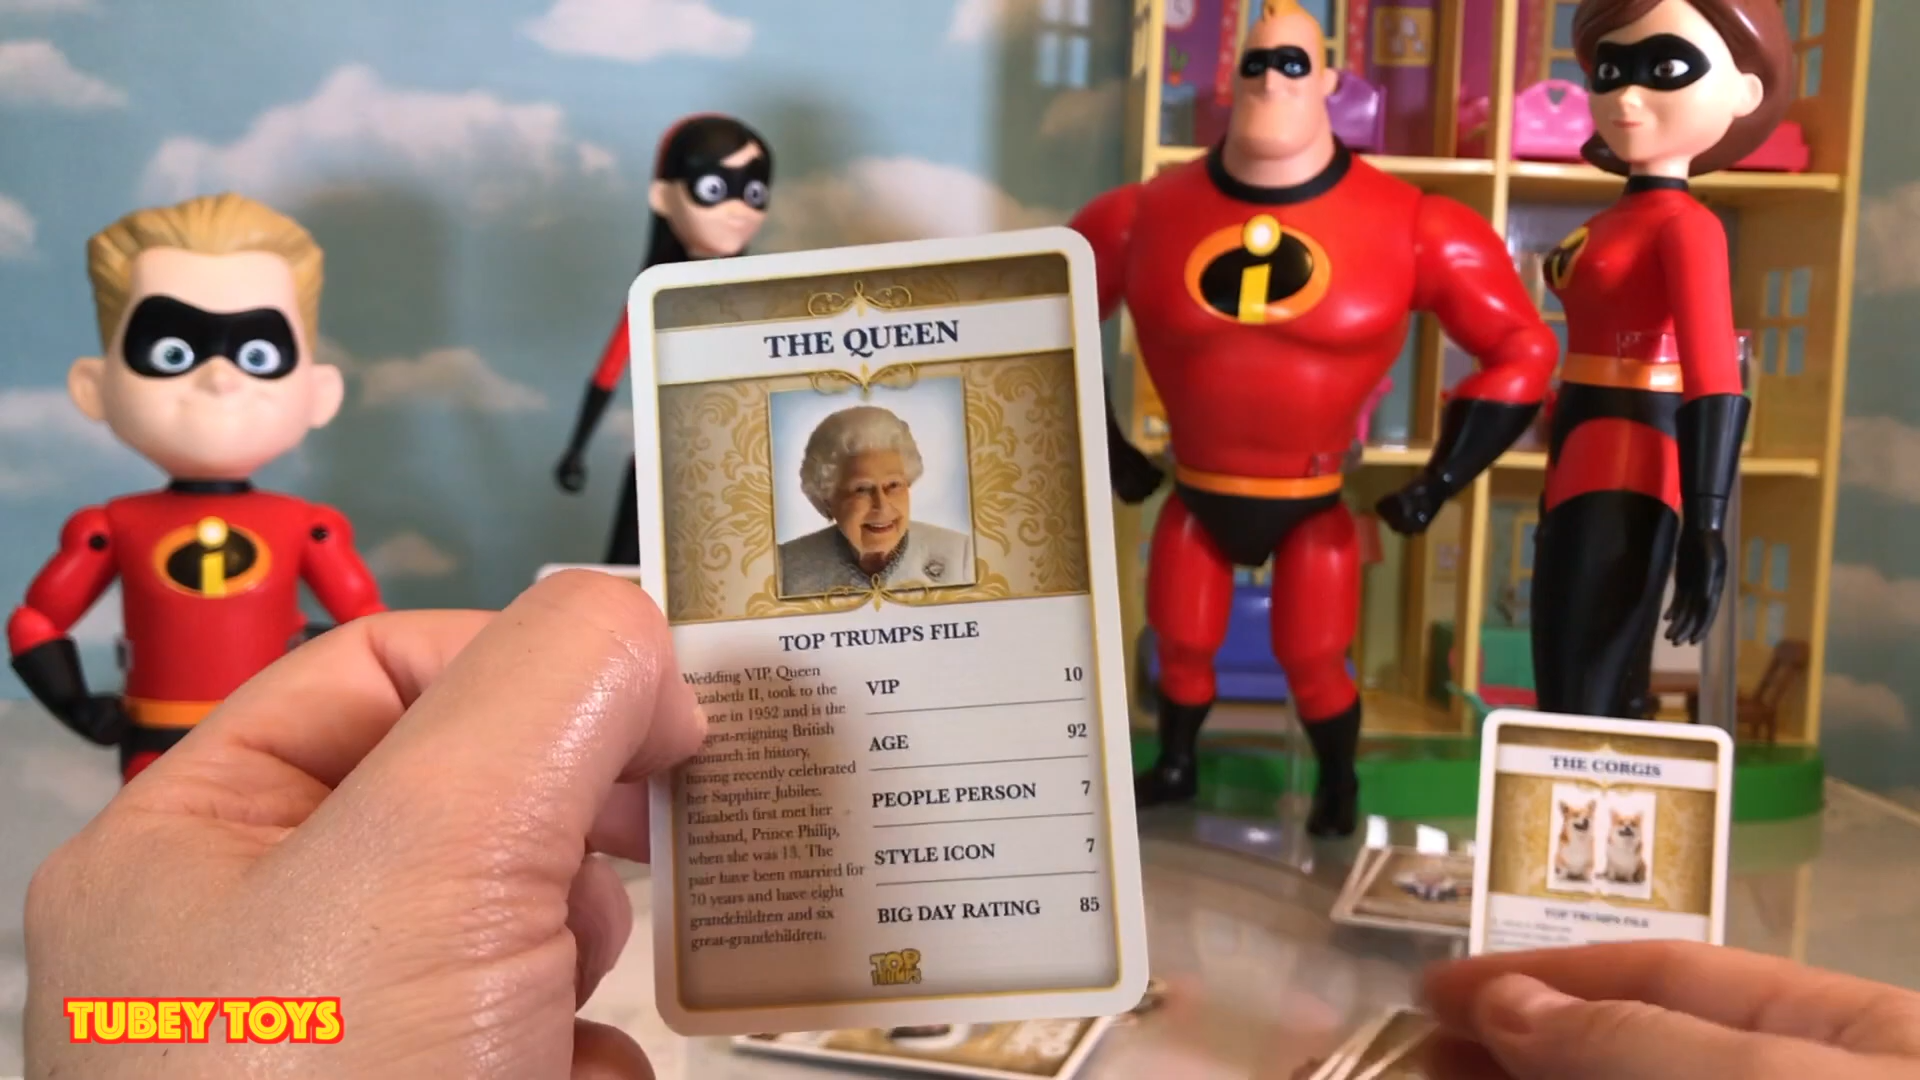 THE QUEEN
TOP TRUMPS FILE
Wedding VIP, Queen
izabeth II, took to the
one in 1952 and is the
gest-reigning British
monarch in history,
having recently celebrated
her Sapphire Jubilee.
Elizabeth first met her
husband, Prince Philip,
when she was 13. The
pair have been married for
70 years and have eight
grandchildren and six
great-grandchildren.
VIP 10
AGE 92
PEOPLE PERSON 7
STYLE ICON 7
BIG DAY RATING 85
TOP TRUMPS
THE CORGIS
TOP TRUMPS FILE
TUBEY TOYS